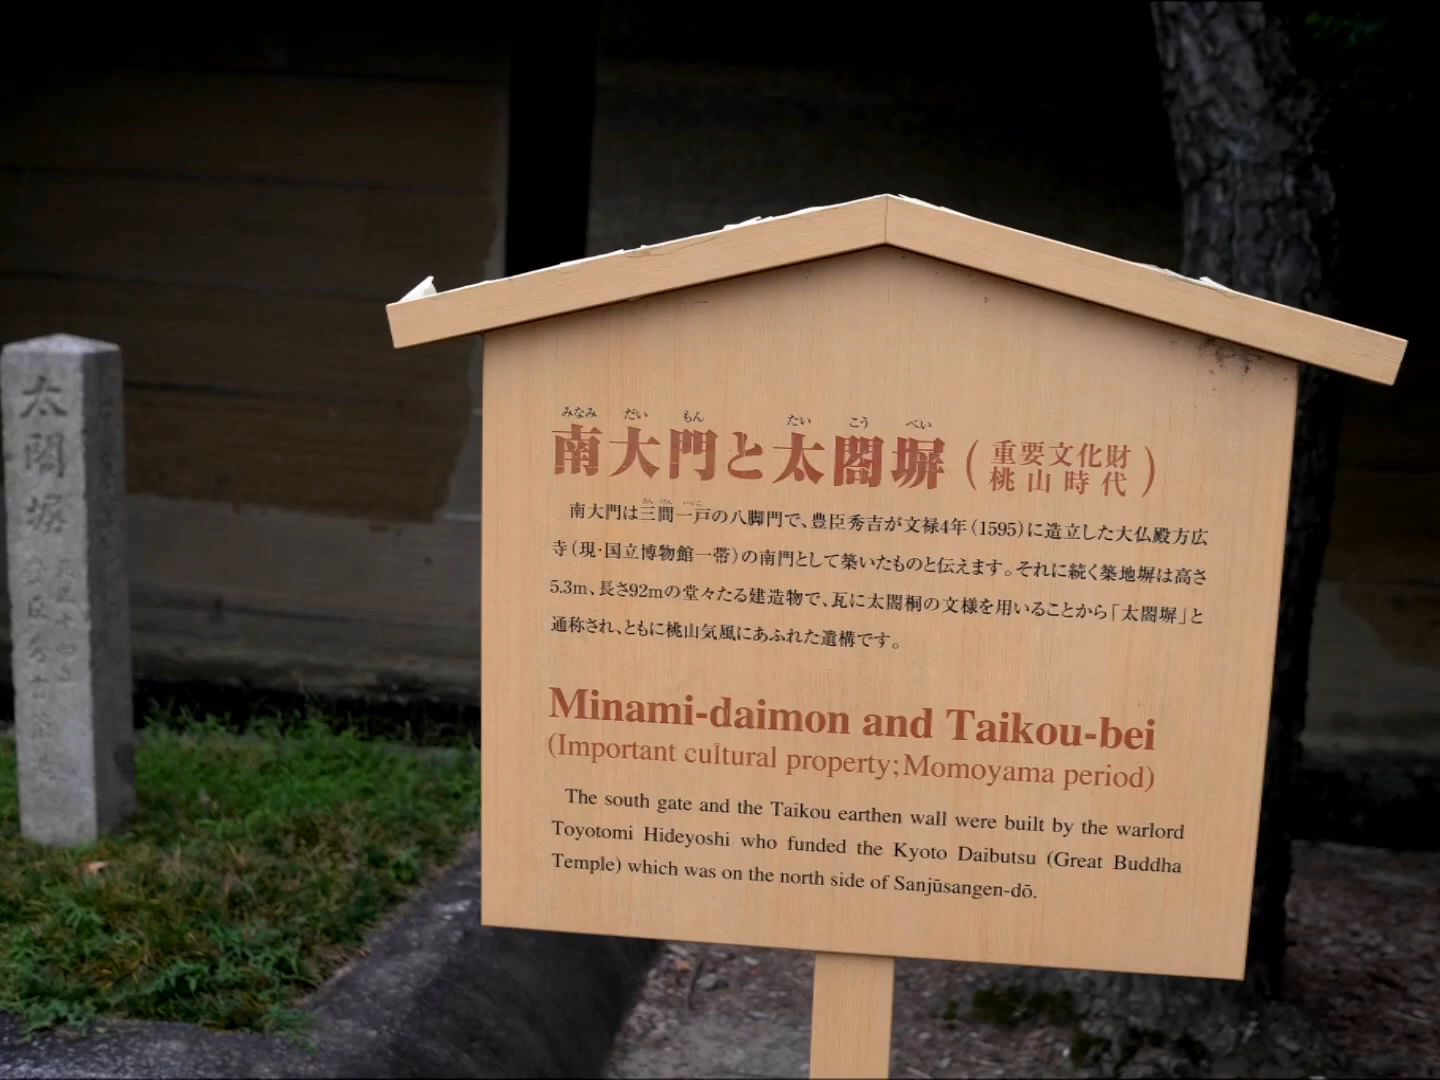 太閤塀
みなみ だい もん たい こう べい
南大門と太閤塀(重要文化財 桃山時代)
南大門は三間一戸の八脚門で、豊臣秀吉が文禄4年(1595)に造立した大仏殿方広
寺(現・国立博物館一帯)の南門として築いたものと伝えます。それに続く築地塀は高さ
5.3m、長さ92mの堂々たる建造物で、瓦に太閤桐の文様を用いることから「太閤塀」と
通称され、ともに桃山気風にあふれた遺構です。
Minami-daimon and Taikou-bei
(Important cultural property;Momoyama period)
The south gate and the Taikou earthen wall were built by the warlord
Toyotomi Hideyoshi who funded the Kyoto Daibutsu (Great Buddha
Temple) which was on the north side of Sanjūsangen-dō.